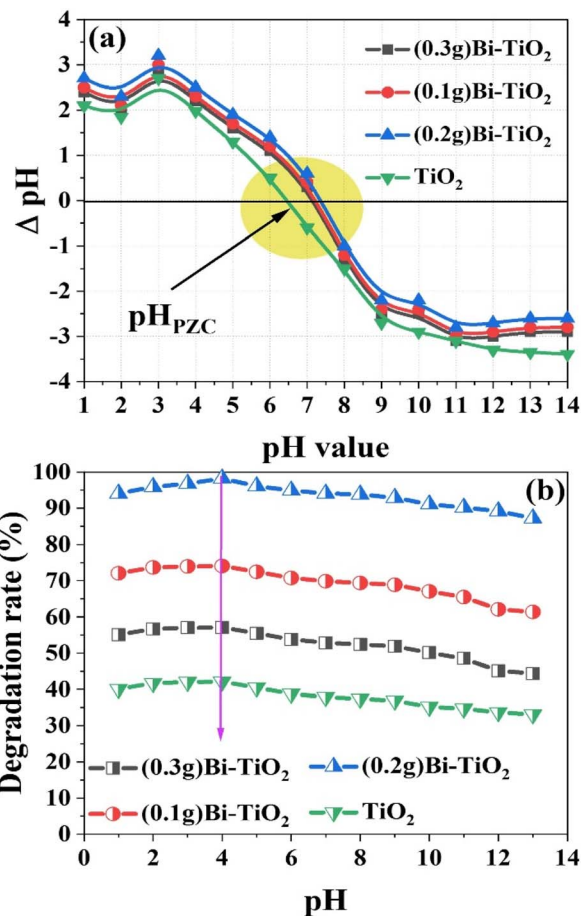 (a)
(0.3g)Bi-TiO₂
(0.1g)Bi-TiO₂
(0.2g)Bi-TiO₂
TiO₂
4
3
2
1
0
-1
-2
-3
-4
Δ pH
pH_PZC
1 2 3 4 5 6 7 8 9 10 11 12 13 14
pH value
(b)
100
90
80
70
60
50
40
30
20
10
0
Degradation rate (%)
(0.3g)Bi-TiO₂ (0.2g)Bi-TiO₂
(0.1g)Bi-TiO₂ TiO₂
0 2 4 6 8 10 12 14
pH